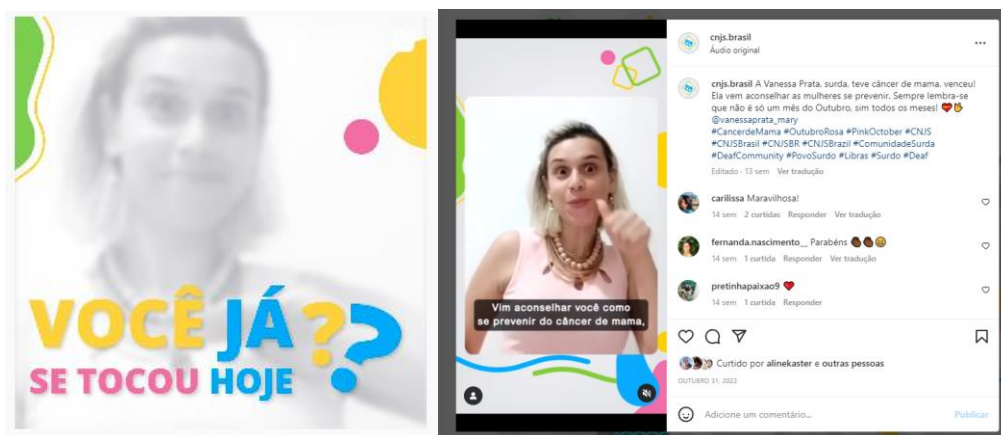 VOCÊ JÁ
SE TOCOU HOJE ??
Vim aconselhar você como
se prevenir do câncer de mama,
cnjs.brasil
Áudio original
cnjs.brasil A Vanessa Prata, surda, teve câncer de mama, venceu!
Ela vem aconselhar as mulheres se prevenir. Sempre lembra-se
que não é só um mês do Outubro, sim todos os meses! ❤️🤟
@vanessaprata_mary
#CancerdeMama #OutubroRosa #PinkOctober #CNJS
#CNJSBrasil #CNJSBR #CNJSBrazil #ComunidadeSurda
#DeafCommunity #PovoSurdo #Libras #Surdo #Deaf
Editado · 13 sem Ver tradução
carilissa Maravilhosa!
14 sem 2 curtidas Responder Ver tradução
fernanda.nascimento__ Parabéns 👏🏿👏🏿😄
14 sem 1 curtida Responder Ver tradução
pretinhapaixao9 ❤️
14 sem 1 curtida Responder
Curtido por alinekaster e outras pessoas
OUTUBRO 31, 2022
Adicione um comentário...
Publicar